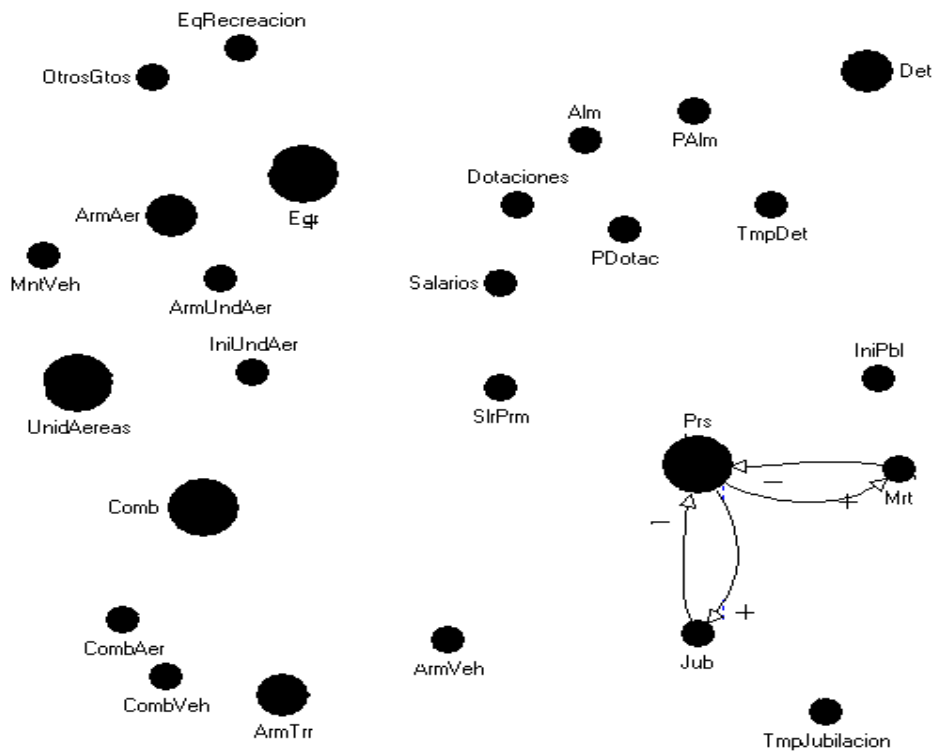 EqRecreacion
OtrosGtos
Det
Alm
PAlm
Dotaciones
ArmAer
TmpDet
PDotac
MntVeh
Salarios
ArmUndAer
IniUndAer
IniPbl
SlrPrm
Prs
UnidAereas
−
Mrt
+
Comb
−
+
CombAer
Jub
ArmVeh
CombVeh
ArmTrr
TmpJubilacion